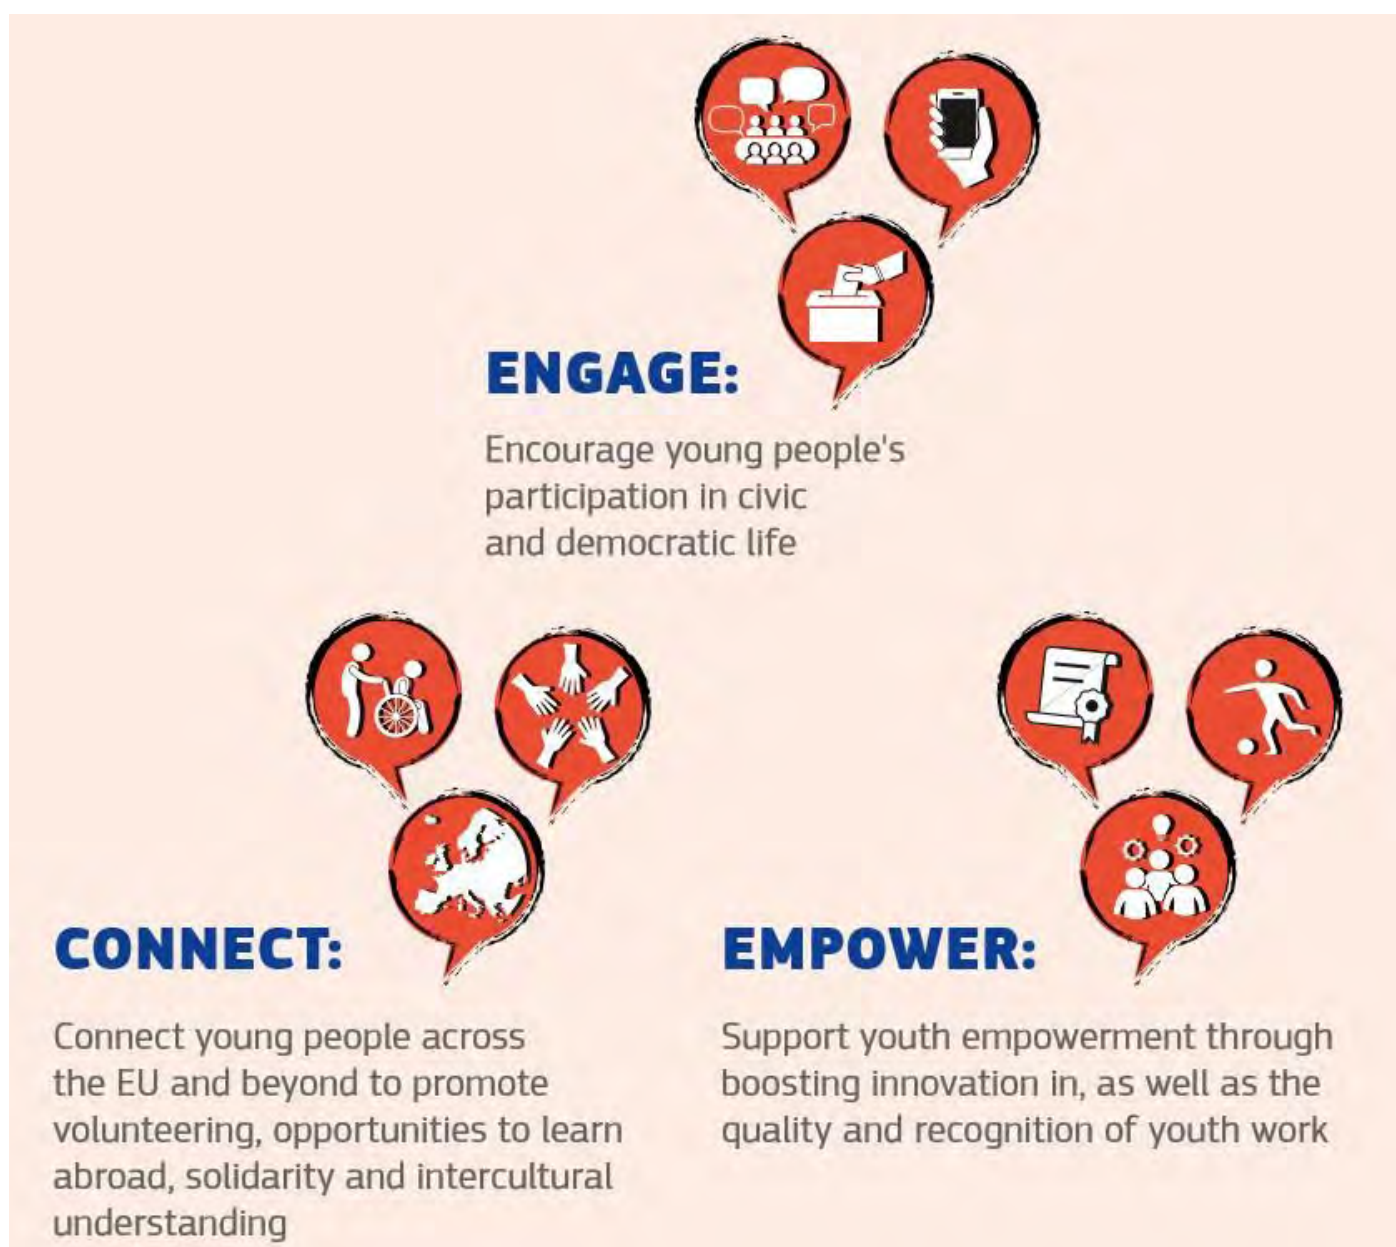 ENGAGE:
Encourage young people's
participation in civic
and democratic life
CONNECT:
Connect young people across
the EU and beyond to promote
volunteering, opportunities to learn
abroad, solidarity and intercultural
understanding
EMPOWER:
Support youth empowerment through
boosting innovation in, as well as the
quality and recognition of youth work